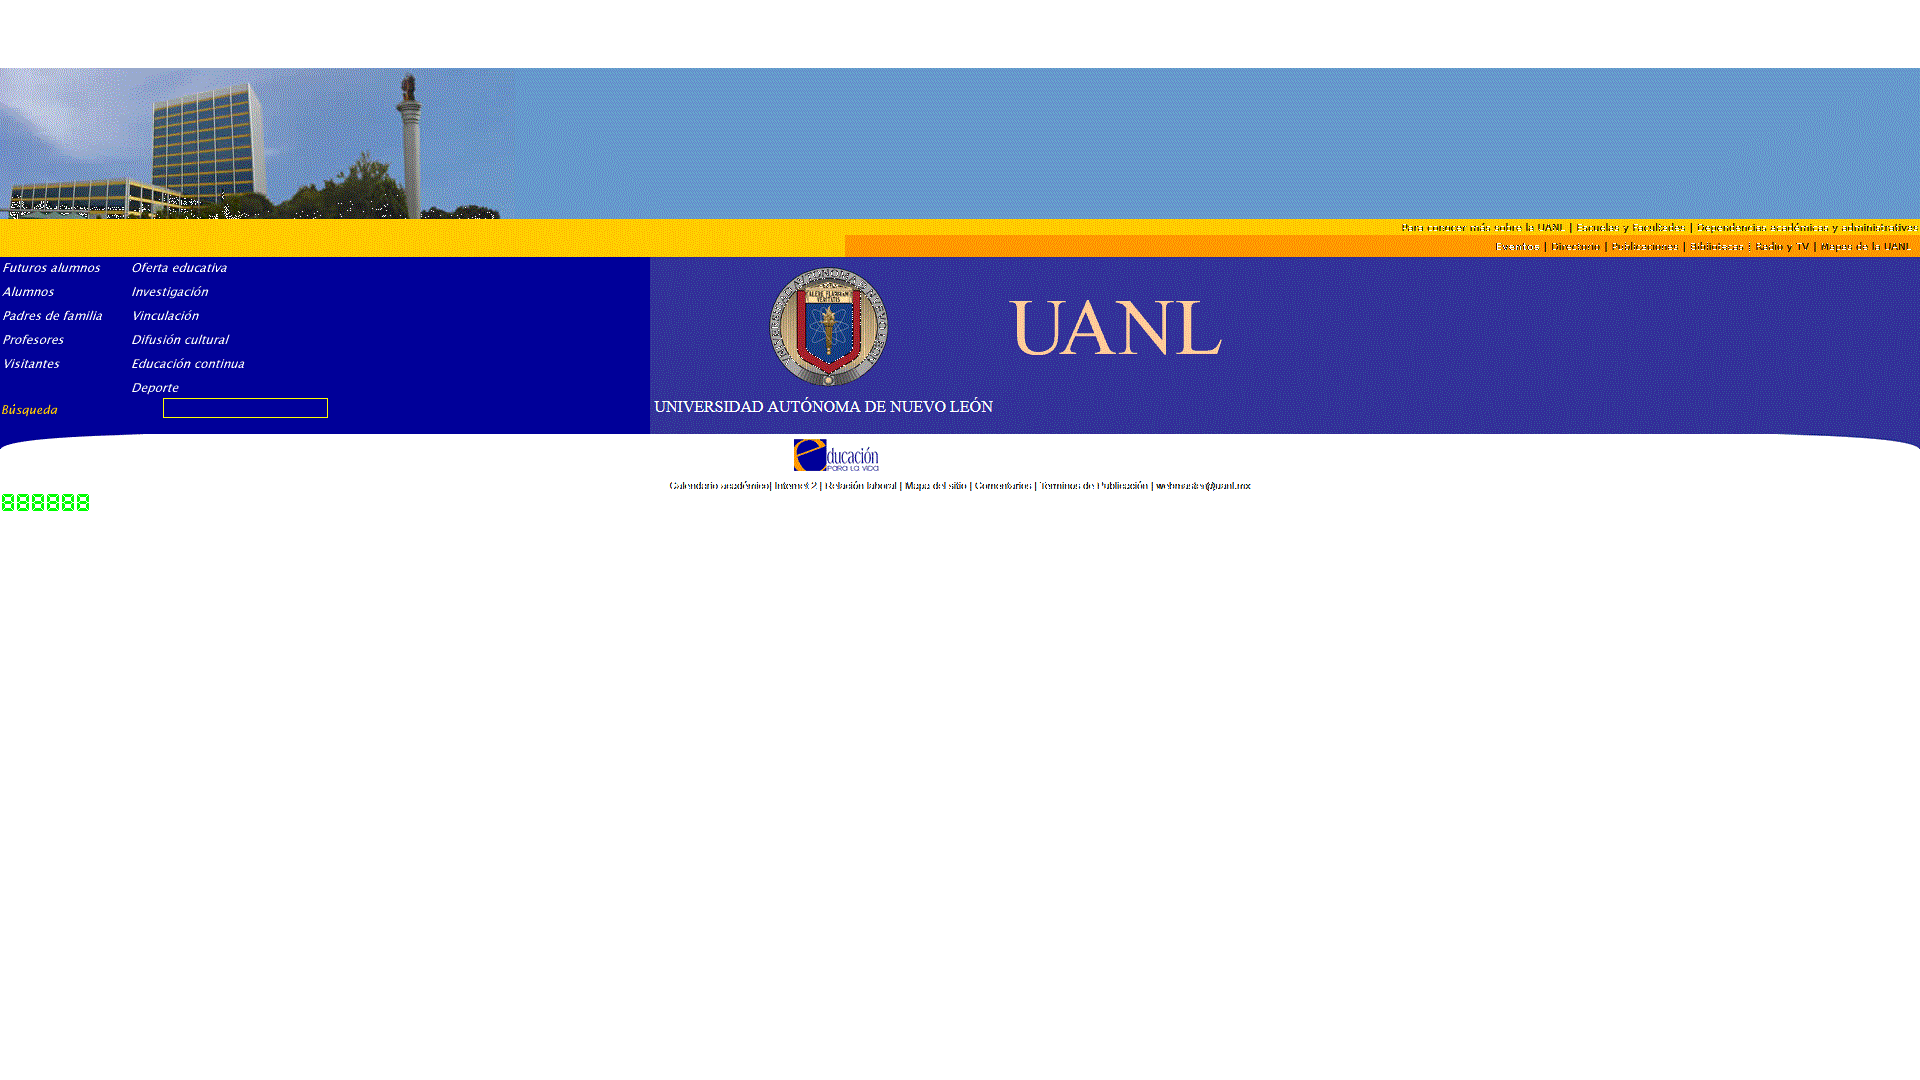 Para conocer más sobre la UANL | Escuelas y Facultades | Dependencias académicas y administrativas
Eventos | Directorio | Publicaciones | Bibliotecas | Radio y TV | Mapas de la UANL
Futuros alumnos
Alumnos
Padres de familia
Profesores
Visitantes
Oferta educativa
Investigación
Vinculación
Difusión cultural
Educación continua
Deporte
Búsqueda
UANL
UNIVERSIDAD AUTÓNOMA DE NUEVO LEÓN
educación
PARA LA VIDA
Calendario académico| Internet 2 | Relación laboral | Mapa del sitio | Comentarios | Terminos de Publicación | webmaster@uanl.mx
888888